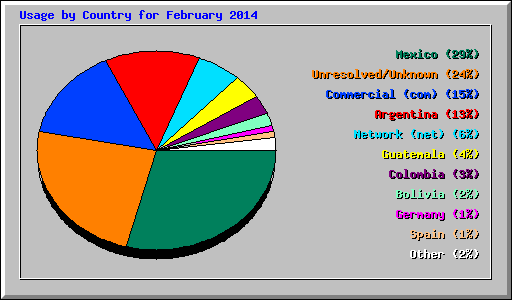 Usage by Country for February 2014
Mexico (29%)
Unresolved/Unknown (24%)
Commercial (com) (15%)
Argentina (13%)
Network (net) (6%)
Guatemala (4%)
Colombia (3%)
Bolivia (2%)
Germany (1%)
Spain (1%)
Other (2%)